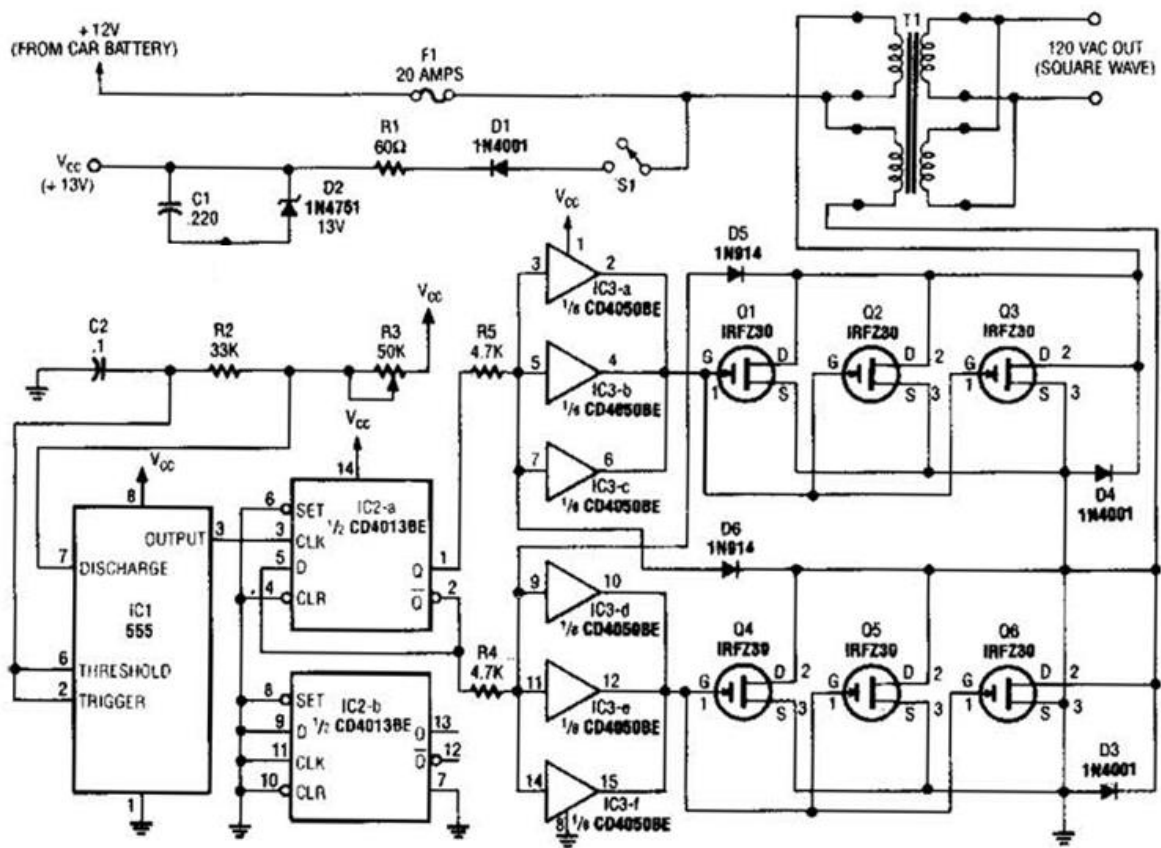 + 12V
(FROM CAR BATTERY)
F1
20 AMPS
T1
120 VAC OUT
(SQUARE WAVE)
VCC
(+ 13V)
C1
.220
D2
1N4751
13V
R1
60Ω
D1
1N4001
S1
VCC
1
3
2
IC3-a
1/6 CD4050BE
D5
1N914
C2
.1
R2
33K
R3
50K
VCC
R5
4.7K
5
4
IC3-b
1/6 CD4050BE
7
6
IC3-c
1/6 CD4050BE
Q1
IRFZ30
G
1
D
S
Q2
IRFZ30
G
1
D
2
S
3
Q3
IRFZ30
G
1
D
2
S
3
D4
1N4001
VCC
8
OUTPUT
3
7
DISCHARGE
IC1
555
6
THRESHOLD
2
TRIGGER
1
VCC
14
IC2-a
1/2 CD4013BE
6
SET
3
CLK
5
D
4
CLR
Q
1
Q
2
R4
4.7K
IC2-b
1/2 CD4013BE
8
SET
9
D
11
CLK
10
CLR
Q
13
Q
12
7
D6
1N914
9
10
IC3-d
1/6 CD4050BE
11
12
IC3-e
1/6 CD4050BE
14
15
IC3-f
1/6 CD4050BE
8
Q4
IRFZ30
G
1
D
2
S
3
Q5
IRFZ30
G
1
D
2
S
3
Q6
IRFZ30
G
1
D
2
S
3
D3
1N4001